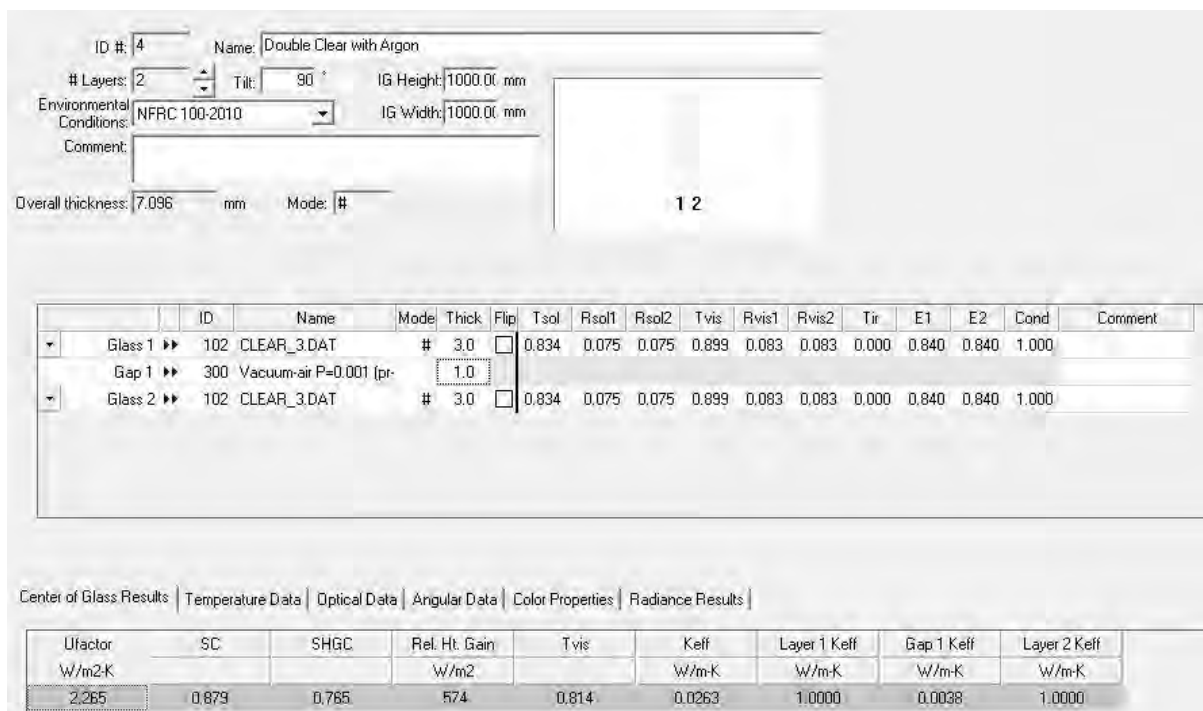 ID #: 4 Name: Double Clear with Argon
# Layers: 2 Tilt: 90 ° IG Height: 1000.00 mm
Environmental Conditions: NFRC 100-2010 IG Width: 1000.00 mm
Comment:
Overall thickness: 7.096 mm Mode: #
1 2
ID Name Mode Thick Flip Tsol Rsol1 Rsol2 Tvis Rvis1 Rvis2 Tir E1 E2 Cond Comment
Glass 1 ▸▸ 102 CLEAR_3.DAT # 3.0 0.834 0.075 0.075 0.899 0.083 0.083 0.000 0.840 0.840 1.000
Gap 1 ▸▸ 300 Vacuum-air P=0.001 (pr- 1.0
Glass 2 ▸▸ 102 CLEAR_3.DAT # 3.0 0.834 0.075 0.075 0.899 0.083 0.083 0.000 0.840 0.840 1.000
Center of Glass Results | Temperature Data | Optical Data | Angular Data | Color Properties | Radiance Results |
Ufactor SC SHGC Rel. Ht. Gain Tvis Keff Layer 1 Keff Gap 1 Keff Layer 2 Keff
W/m2-K W/m2 W/m-K W/m-K W/m-K W/m-K
2.265 0.879 0.765 574 0.814 0.0263 1.0000 0.0038 1.0000